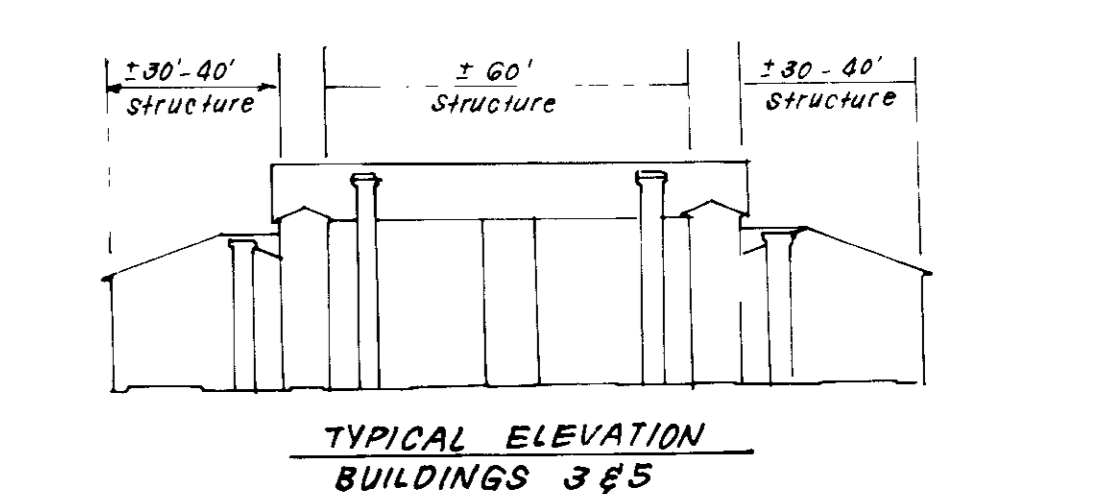 ±30'-40'
structure
± 60'
structure
±30 - 40'
structure
TYPICAL ELEVATION
BUILDINGS 3 & 5